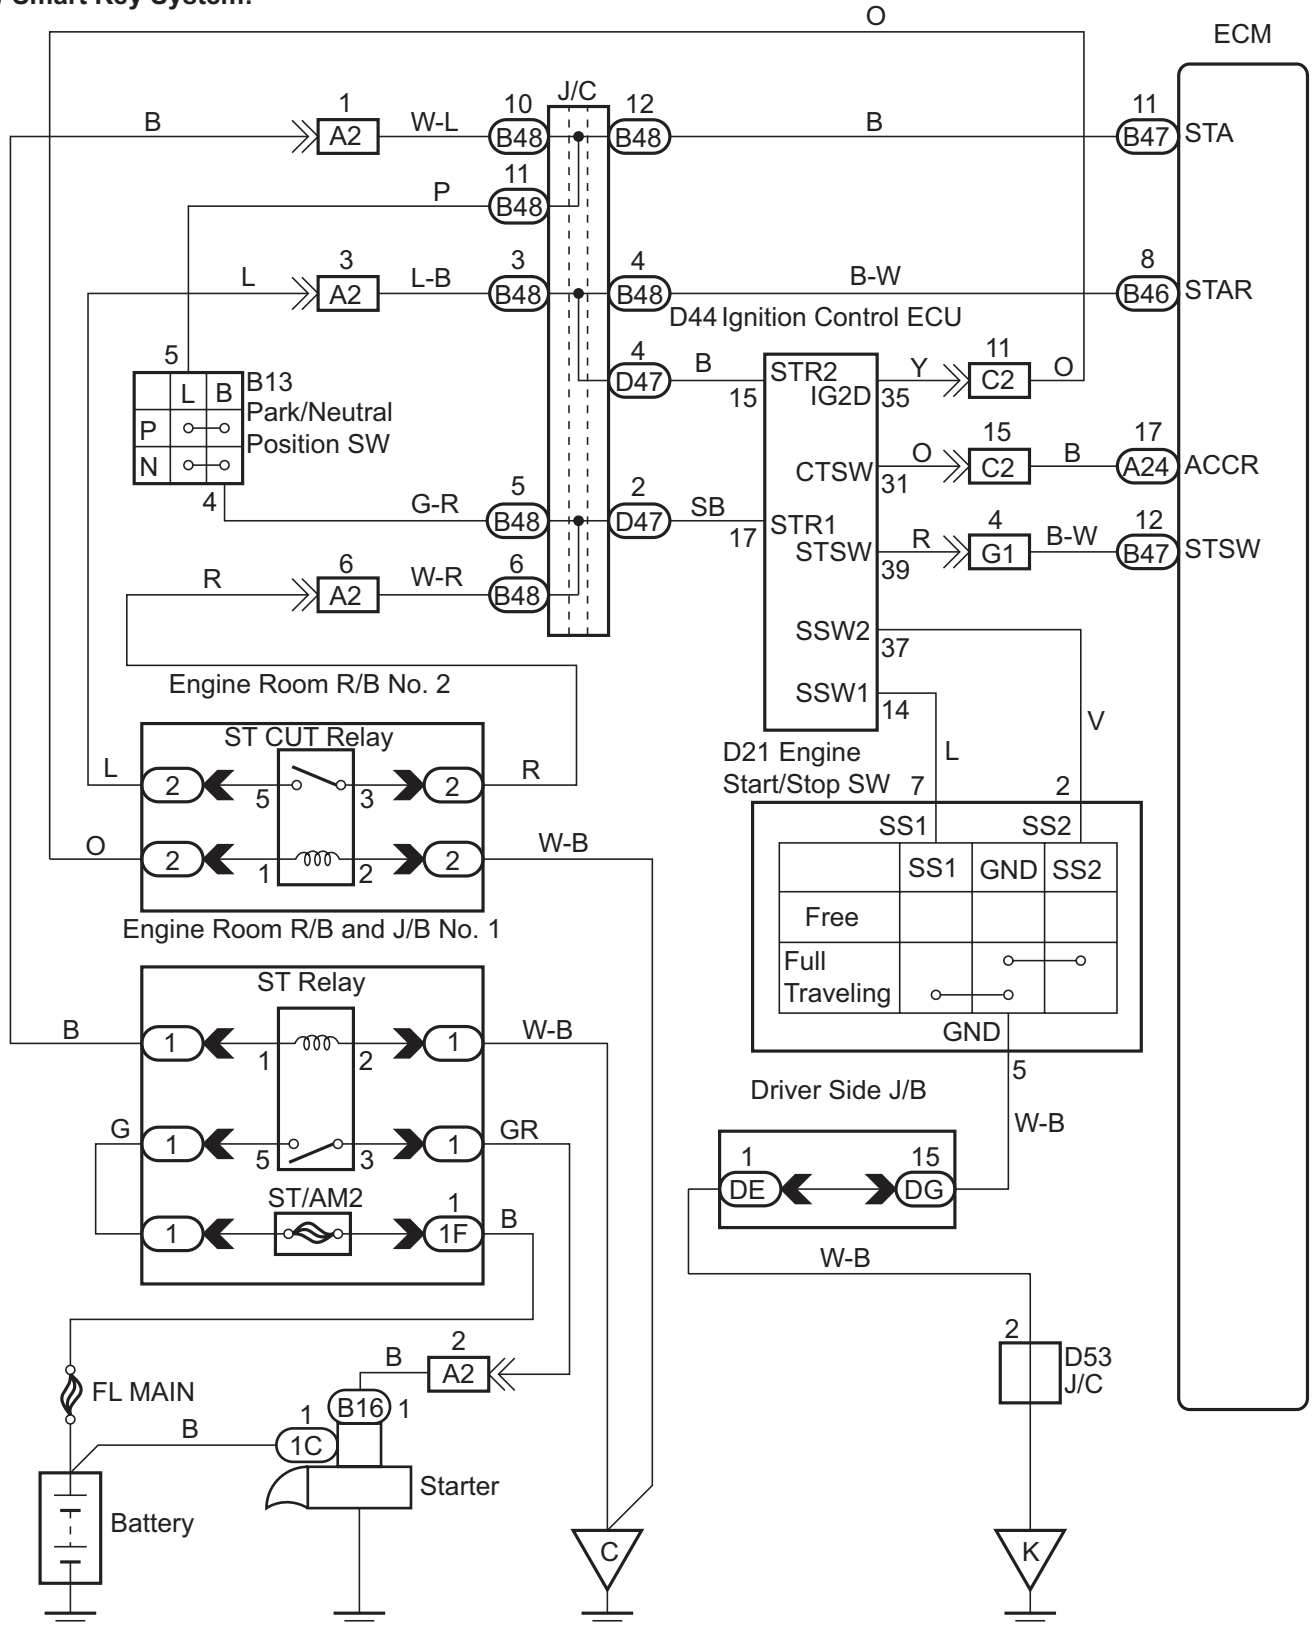 Smart Key System:
O
ECM
J/C
B
1
A2
W-L
10
B48
12
B48
B
11
B47
STA
P
11
B48
L
3
A2
L-B
3
B48
4
B48
B-W
8
B46
STAR
D44 Ignition Control ECU
4
D47
B
15
STR2
IG2D
35
Y
11
C2
O
5
L B
P
N
B13
Park/Neutral
Position SW
4
CTSW
31
O
15
C2
B
17
A24
ACCR
G-R
5
B48
2
D47
SB
17
STR1
STSW
39
R
4
G1
B-W
12
B47
STSW
R
6
A2
W-R
6
B48
SSW2
37
SSW1
14
V
L
Engine Room R/B No. 2
ST CUT Relay
L
2
5
3
2
R
O
2
1
2
2
W-B
D21 Engine
Start/Stop SW
7
2
SS1
SS2
SS1 GND SS2
Free
Full
Traveling
GND
5
W-B
Engine Room R/B and J/B No. 1
ST Relay
B
1
1
2
1
W-B
G
1
5
3
1
GR
ST/AM2
1
1
1F
B
Driver Side J/B
1
DE
15
DG
W-B
2
D53
J/C
FL MAIN
B
2
A2
B
B16
1
1
1C
Starter
Battery
C
K